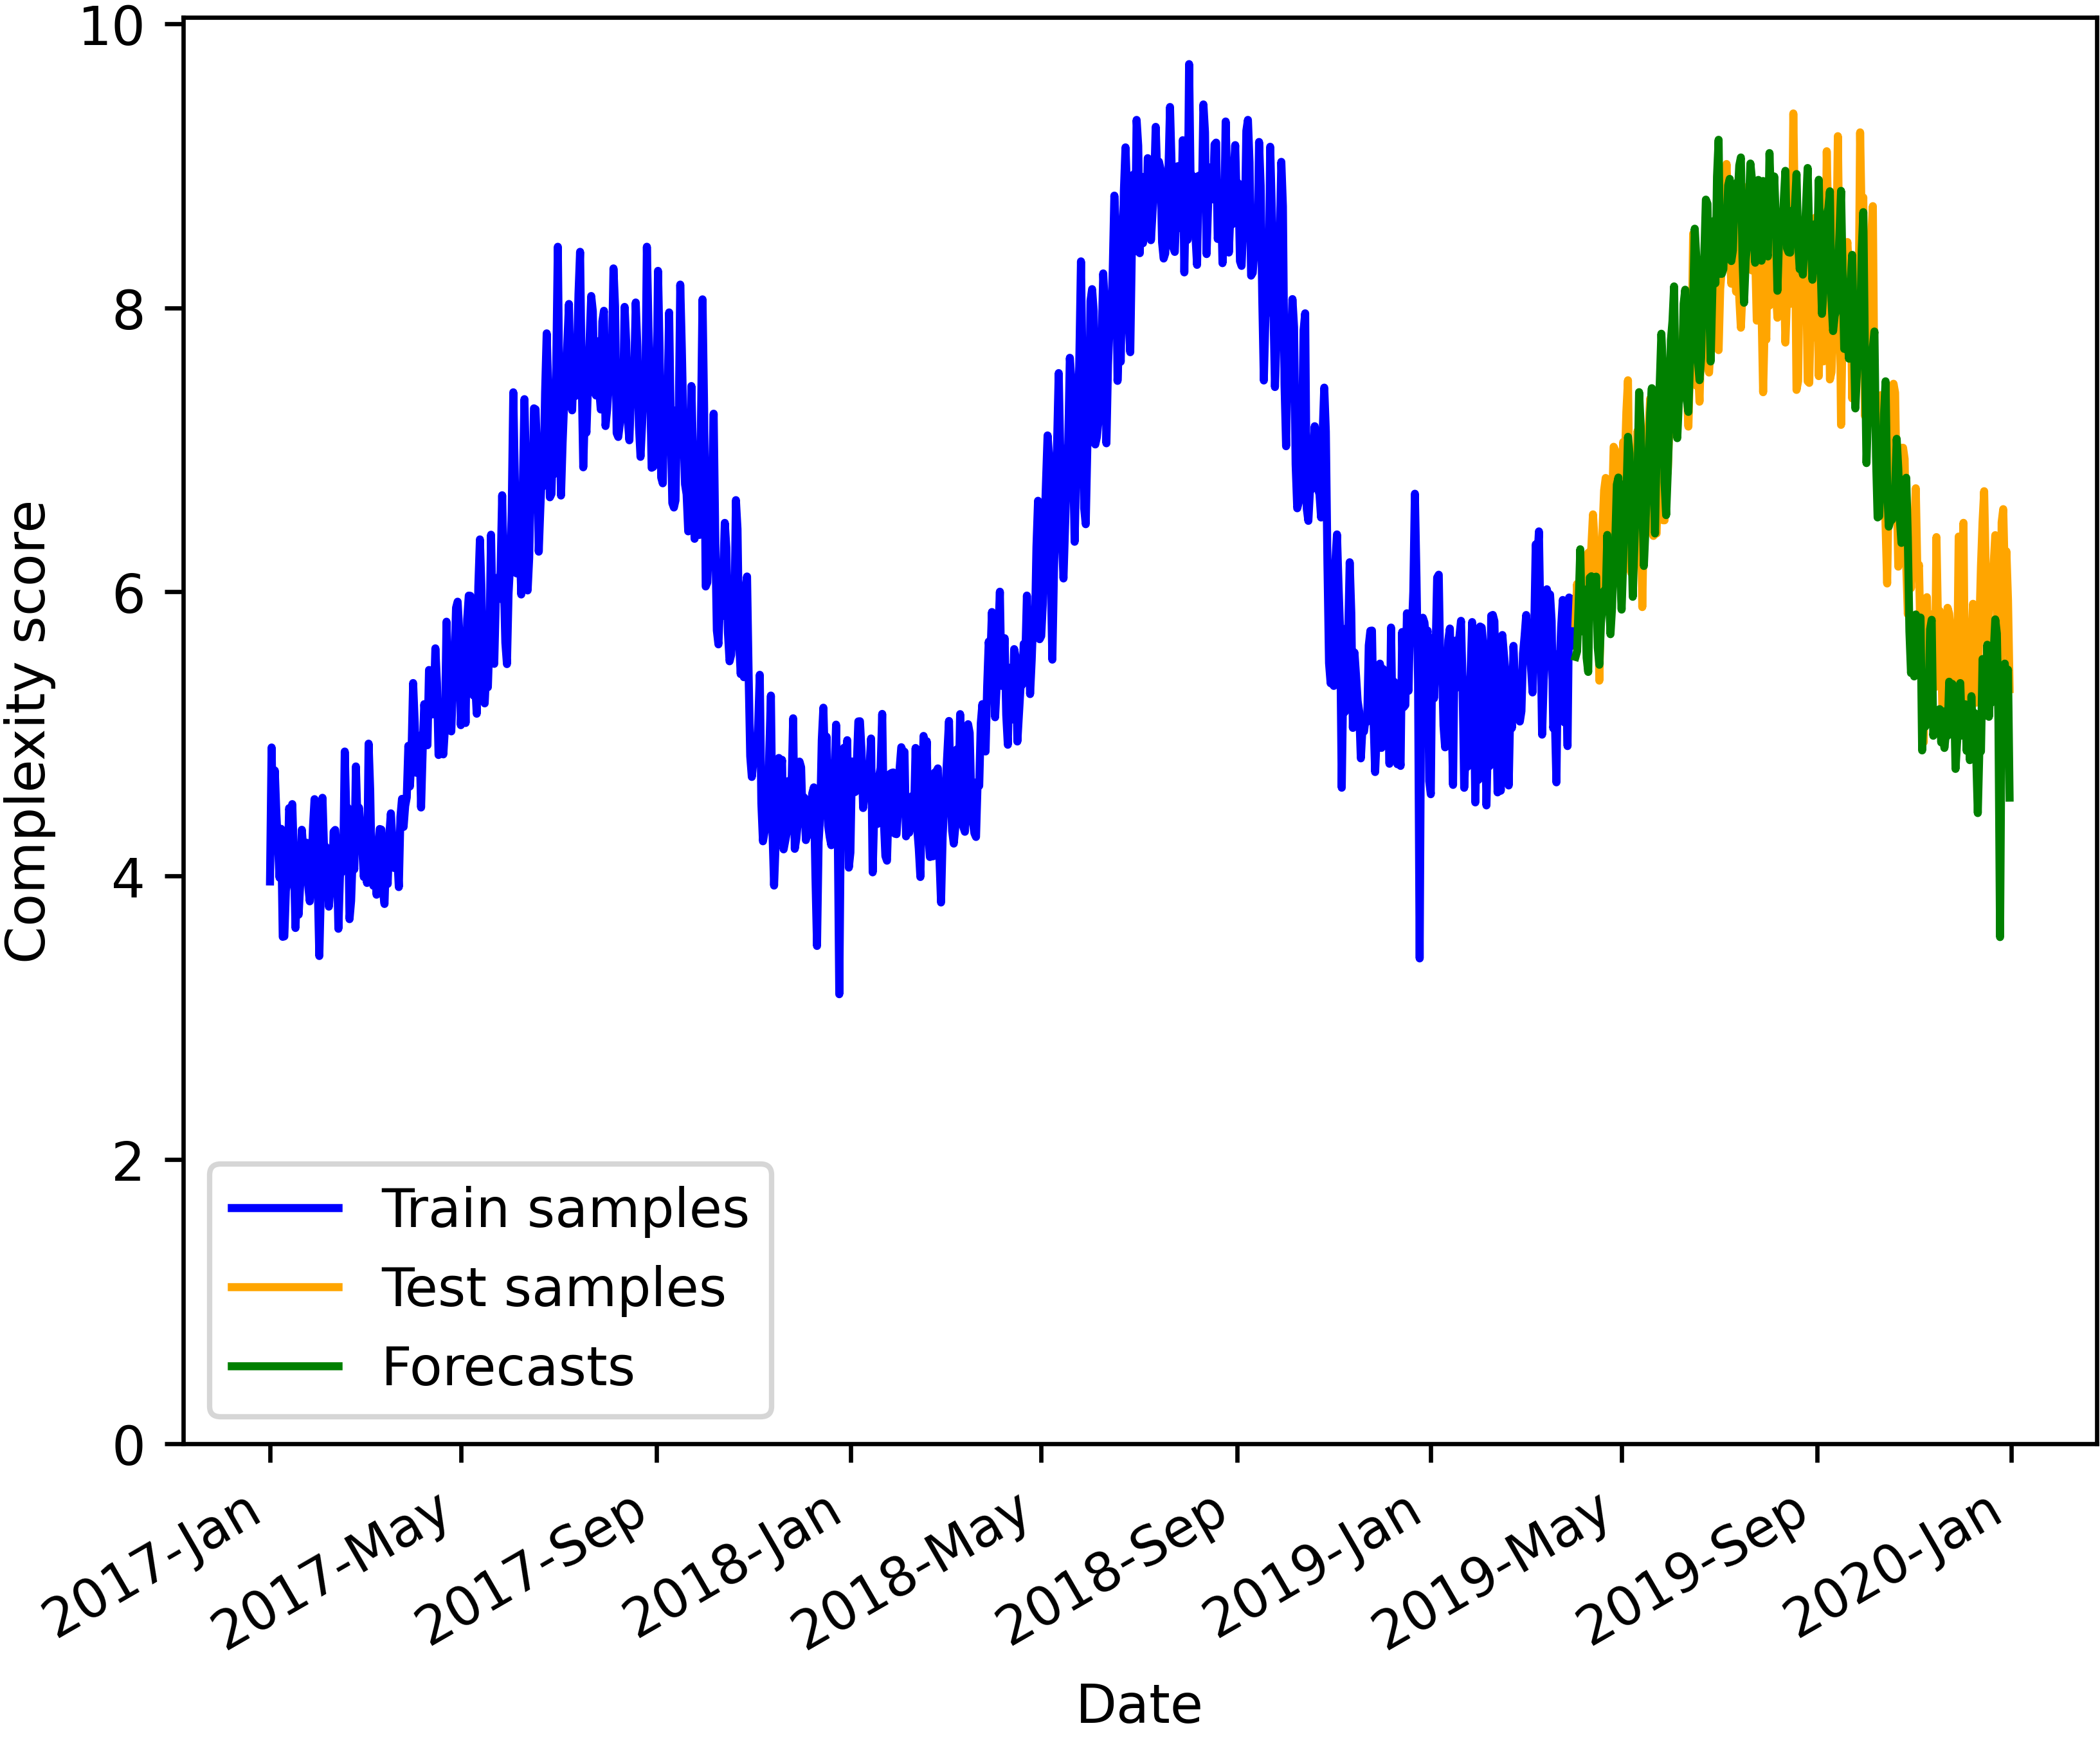 10
8
6
4
2
0
Complexity score
Train samples
Test samples
Forecasts
2017-Jan
2017-May
2017-Sep
2018-Jan
2018-May
2018-Sep
2019-Jan
2019-May
2019-Sep
2020-Jan
Date